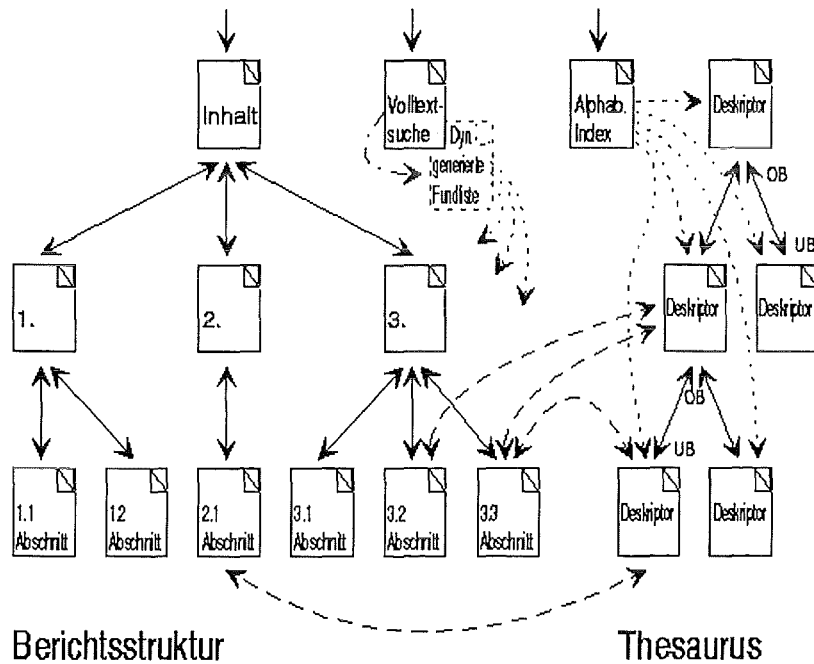 Inhalt
Volltext-
suche
Dyn.
generierte
Fundliste
Alphab.
Index
Deskriptor
OB
UB
1.
2.
3.
Deskriptor
Deskriptor
OB
UB
1.1
Abschnitt
1.2
Abschnitt
2.1
Abschnitt
3.1
Abschnitt
3.2
Abschnitt
3.3
Abschnitt
Deskriptor
Deskriptor
Berichtsstruktur
Thesaurus